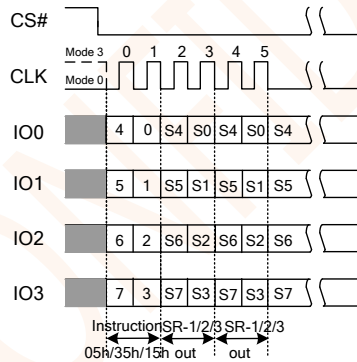 CS#
Mode 3 0 1 2 3 4 5
CLK
Mode 0
IO0 4 0 S4 S0 S4 S0 S4
IO1 5 1 S5 S1 S5 S1 S5
IO2 6 2 S6 S2 S6 S2 S6
IO3 7 3 S7 S3 S7 S3 S7
Instruction SR-1/2/3 SR-1/2/3
05h/35h/15h out out